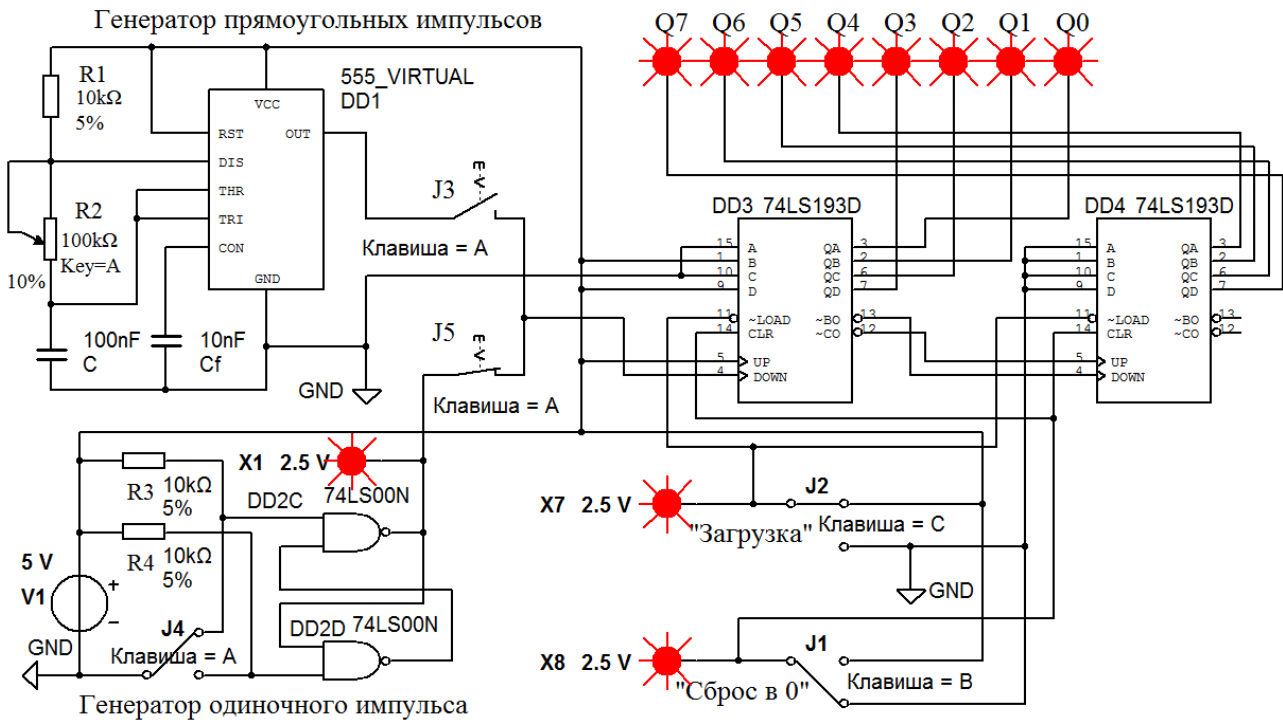 Генератор прямоугольных импульсов
Q7 Q6 Q5 Q4 Q3 Q2 Q1 Q0
R1
10kΩ
5%
555_VIRTUAL
DD1
VCC
RST OUT
DIS
THR
TRI
CON
GND
R2
100kΩ
Key=A
10%
100nF
C
10nF
Cf
GND
J3
Клавиша = A
J5
Клавиша = A
DD3 74LS193D
15 A QA 3
1 B QB 2
10 C QC 6
9 D QD 7
11 ~LOAD ~BO 13
14 CLR ~CO 12
5 UP
4 DOWN
DD4 74LS193D
15 A QA 3
1 B QB 2
10 C QC 6
9 D QD 7
11 ~LOAD ~BO 13
14 CLR ~CO 12
5 UP
4 DOWN
X1 2.5 V
R3 10kΩ
5%
DD2C 74LS00N
R4 10kΩ
5%
5 V
V1
GND
J4
Клавиша = A
DD2D 74LS00N
Генератор одиночного импульса
X7 2.5 V
J2
"Загрузка"
Клавиша = C
GND
X8 2.5 V
J1
"Сброс в 0"
Клавиша = B